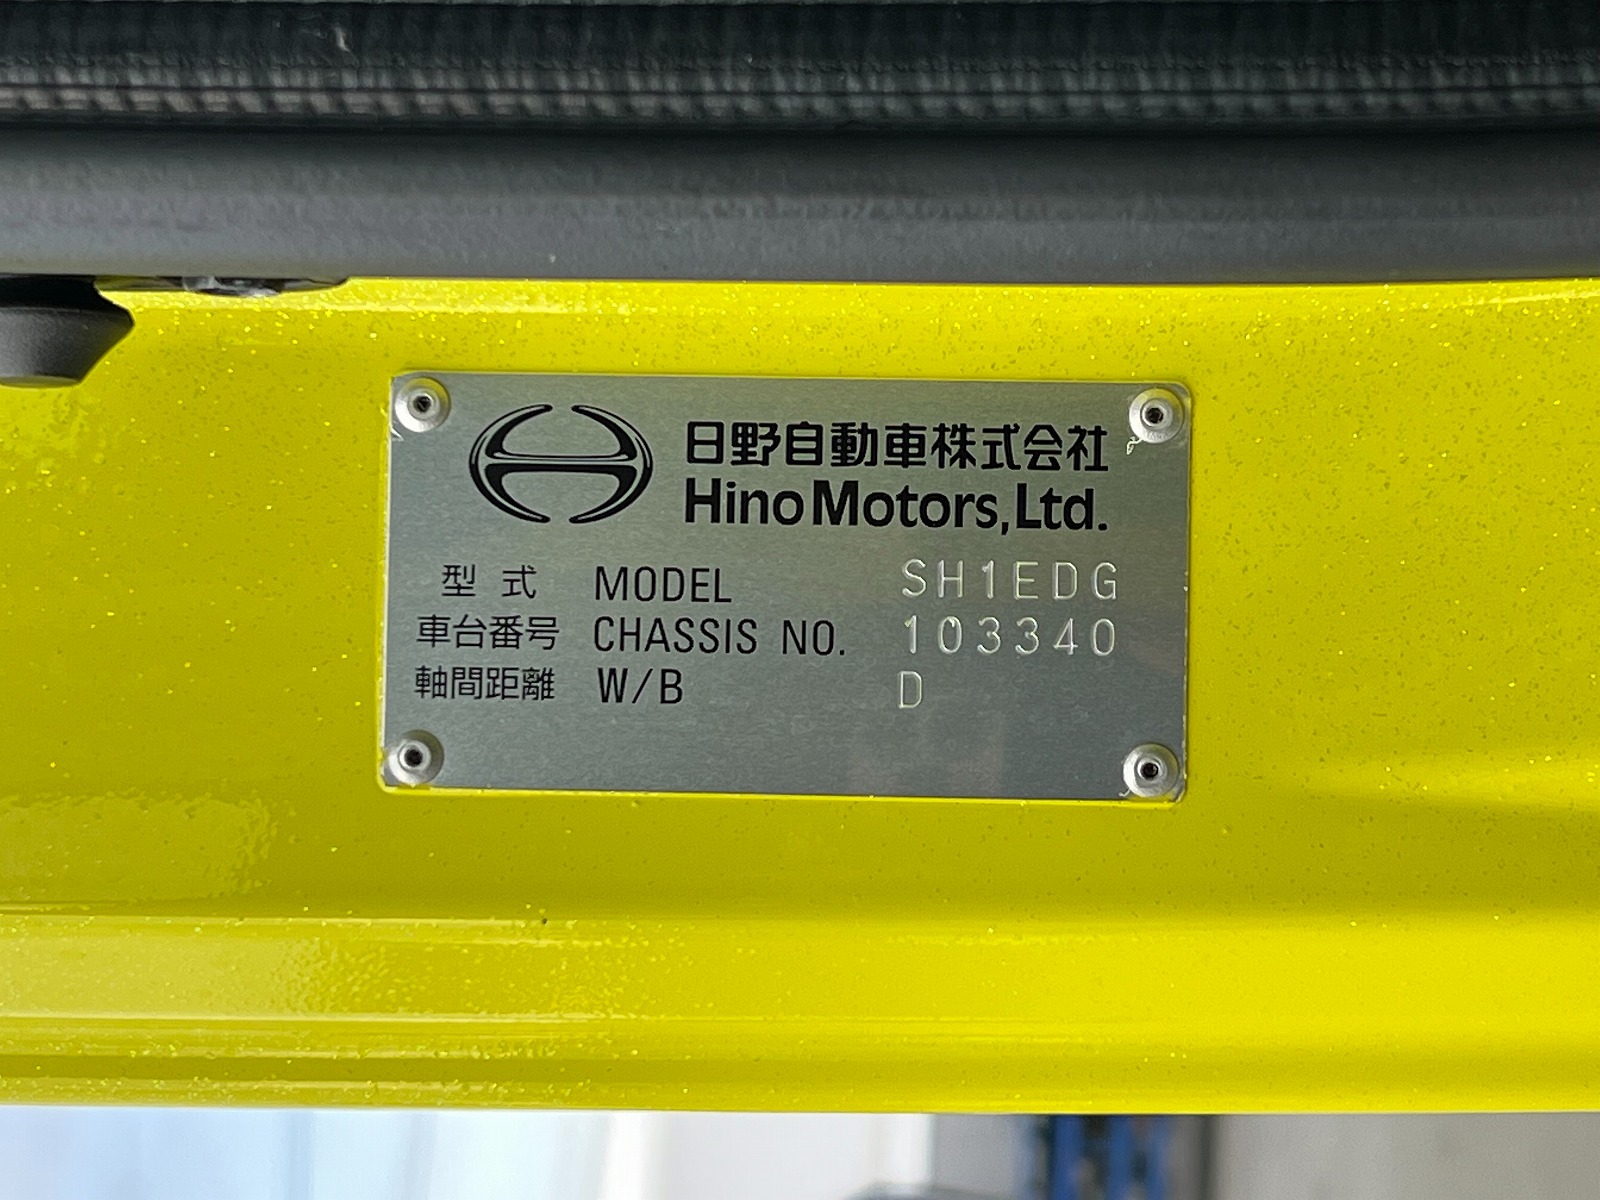 日野自動車株式会社
Hino Motors, Ltd.
型 式 MODEL SH1EDG
車台番号 CHASSIS NO. 103340
軸間距離 W/B D